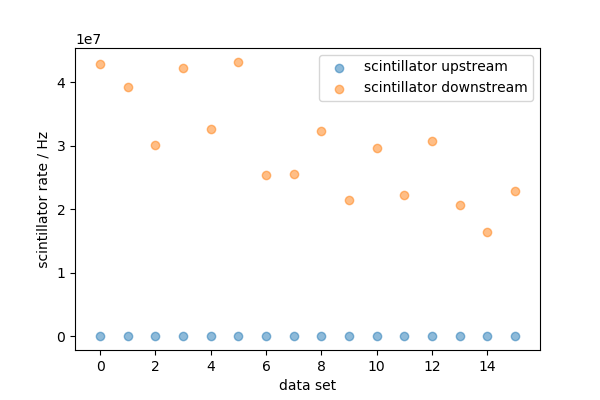 1e7
scintillator upstream
scintillator downstream
4
3
2
1
0
scintillator rate / Hz
0 2 4 6 8 10 12 14
data set